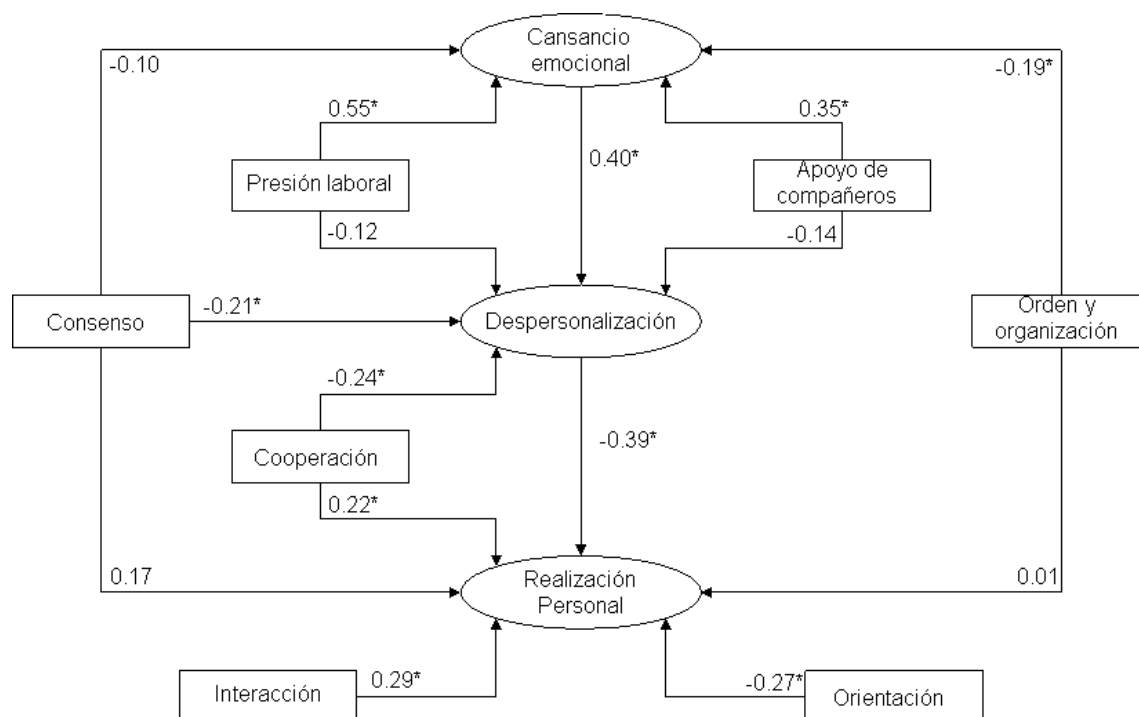 Cansancio
emocional
-0.10
-0.19*
0.55*
0.35*
0.40*
Presión laboral
Apoyo de
compañeros
-0.12
-0.14
Consenso
-0.21*
Despersonalización
Orden y
organización
-0.24*
-0.39*
Cooperación
0.22*
0.17
Realización
Personal
0.01
Interacción
0.29*
-0.27*
Orientación